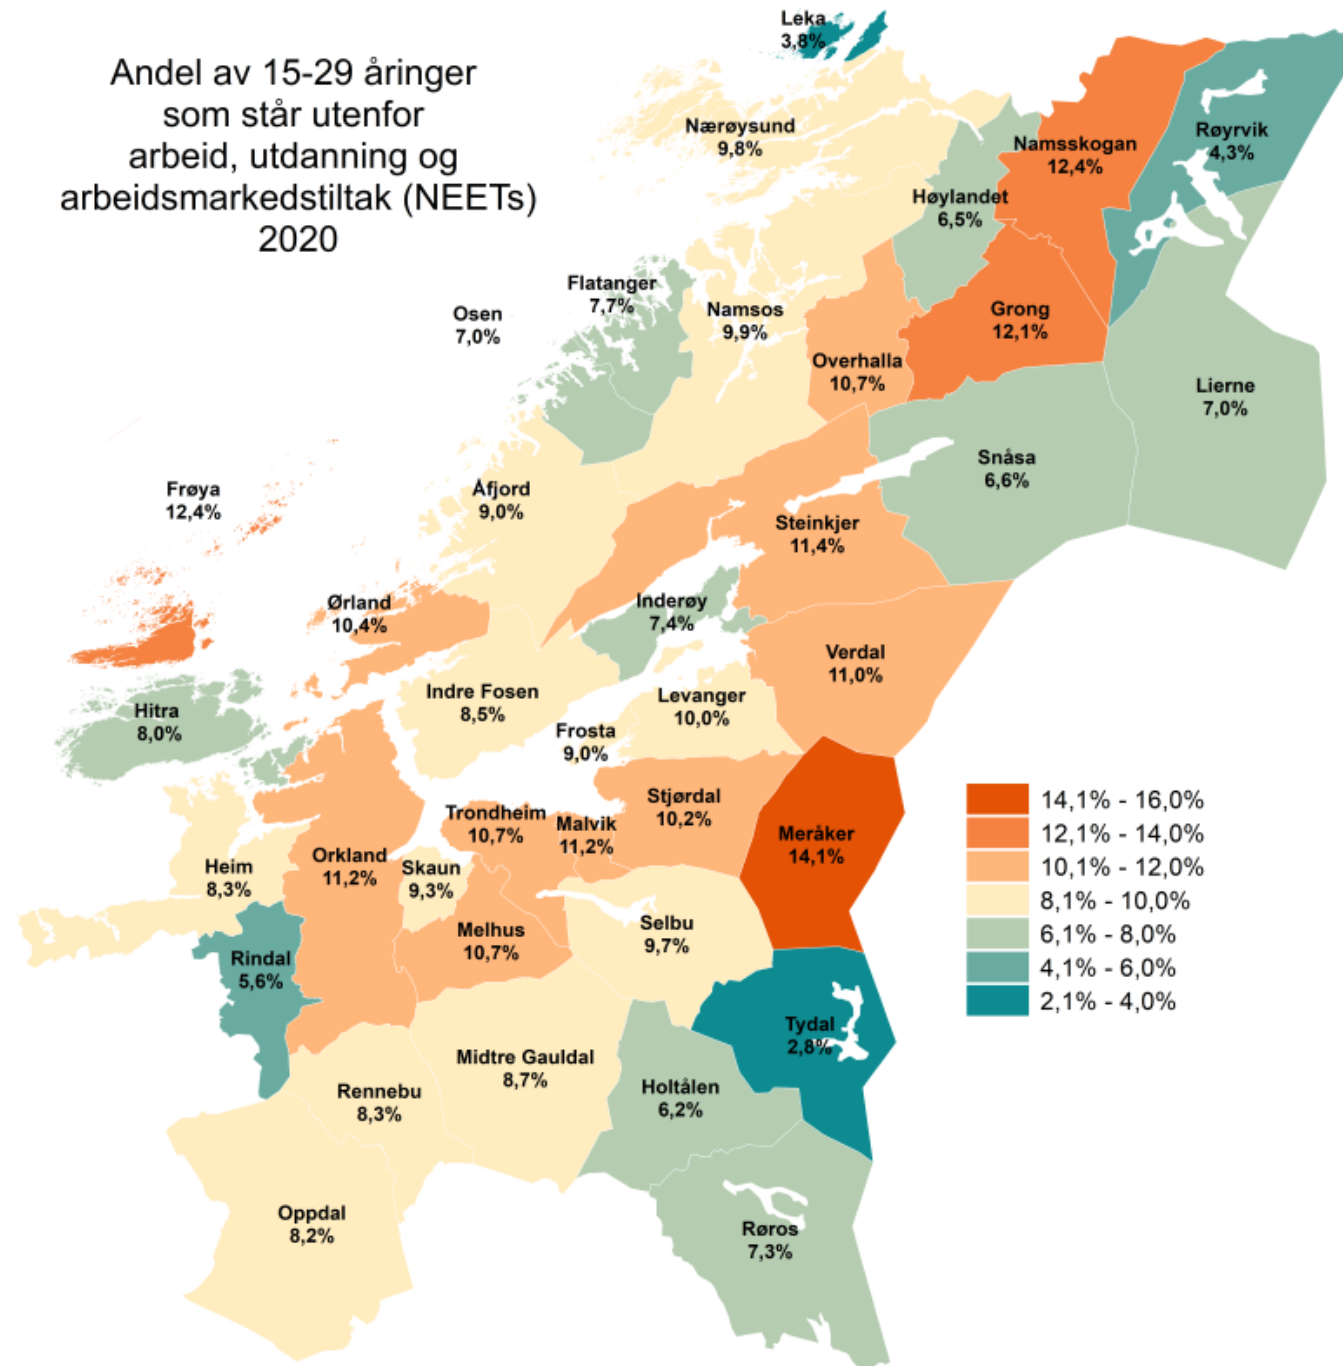 Andel av 15-29 åringer
som står utenfor
arbeid, utdanning og
arbeidsmarkedstiltak (NEETs)
2020
Leka
3,8%
Nærøysund
9,8%
Namsskogan
12,4%
Røyrvik
4,3%
Høylandet
6,5%
Flatanger
7,7%
Osen
7,0%
Namsos
9,9%
Grong
12,1%
Overhalla
10,7%
Lierne
7,0%
Snåsa
6,6%
Frøya
12,4%
Åfjord
9,0%
Steinkjer
11,4%
Ørland
10,4%
Inderøy
7,4%
Verdal
11,0%
Hitra
8,0%
Indre Fosen
8,5%
Levanger
10,0%
Frosta
9,0%
Stjørdal
10,2%
Trondheim
10,7%
Malvik
11,2%
Meråker
14,1%
Heim
8,3%
Orkland
11,2%
Skaun
9,3%
Melhus
10,7%
Selbu
9,7%
Rindal
5,6%
Tydal
2,8%
Midtre Gauldal
8,7%
Rennebu
8,3%
Holtålen
6,2%
Oppdal
8,2%
Røros
7,3%
14,1% - 16,0%
12,1% - 14,0%
10,1% - 12,0%
8,1% - 10,0%
6,1% - 8,0%
4,1% - 6,0%
2,1% - 4,0%